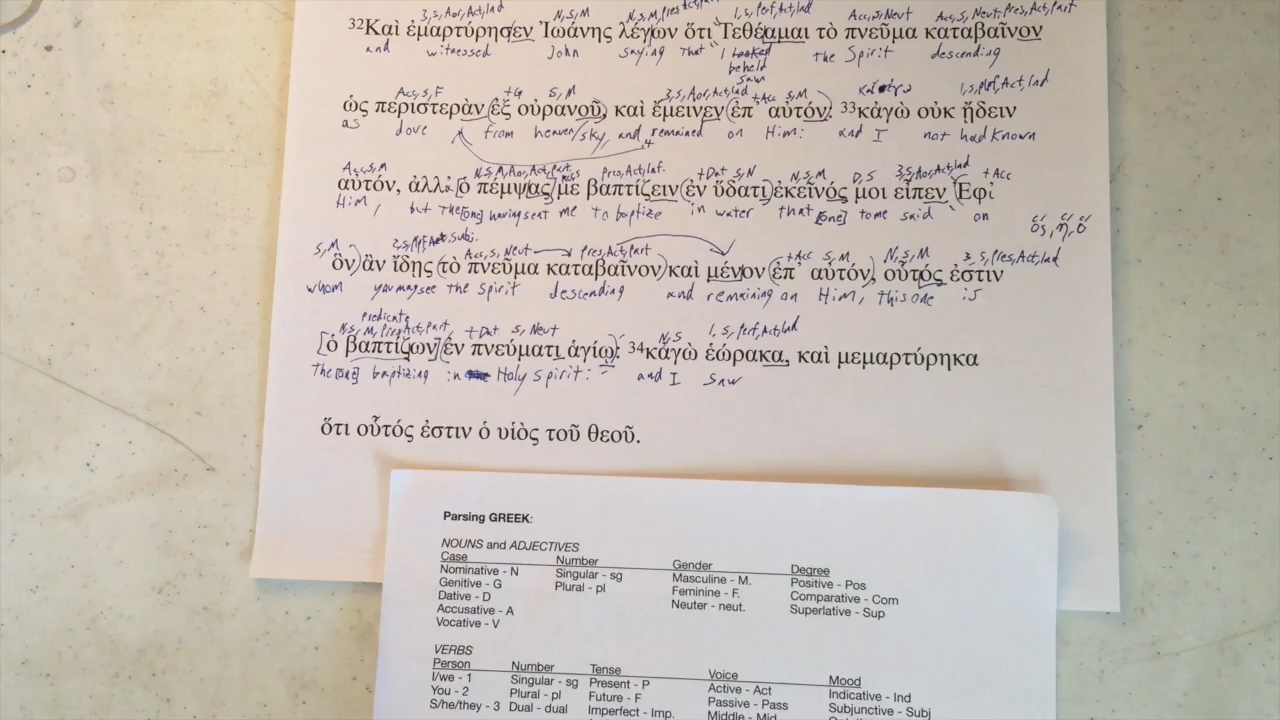 3,s,Aor,Act,Ind N,S,M N,S,M,Pres,Act,Part 1,s,Perf,Act,Ind Acc,S,Neut Acc,S,Neut,Pres,Act,Part
32Καὶ ἐμαρτύρησεν Ἰωάνης λέγων ὅτι Τεθέαμαι τὸ πνεῦμα καταβαῖνον
and witnessed John saying that "I looked the Spirit descending
beheld
saw
Acc,s,F +G S,M 3,s,Aor,Act,Ind +Acc S,M 1,s,Plpf,Act,Ind
ὡς περιστερὰν (ἐξ οὐρανοῦ), καὶ ἔμεινεν (ἐπ᾽ αὐτόν). 33κἀγὼ οὐκ ᾔδειν
as dove from heaven/sky, and remained on Him: and I not had known
Acc,s,M N,S,M,Aor,Act,Part Acc,s Pres,Act,Inf. +Dat S,N N,S,M D,S 3,S,Aor,Act,Ind +Acc
αὐτόν, ἀλλ᾽ [ὁ πέμψας] με βαπτίζειν (ἐν ὕδατι) ἐκεῖνός μοι εἶπεν Ἐφ᾽
Him, but The [one] having sent me to baptize in water that [one] to me said on
ὅς, ἥ, ὅ
S,M Acc,s,Neut Pres,Act,Part +Acc S,M N,S,M 3,S,Pres,Act,Ind
ὃν) ἂν ἴδῃς (τὸ πνεῦμα καταβαῖνον) καὶ μένον (ἐπ᾽ αὐτόν), οὗτός ἐστιν
whom you may see the Spirit descending and remaining on Him, this one is
predicate
N,S,M,Pres,Act,Part, +Dat S,Neut N,S 1,S,Perf,Act,Ind
[ὁ βαπτίζων] (ἐν πνεύματι ἁγίῳ). 34κἀγὼ ἑώρακα, καὶ μεμαρτύρηκα
The [one] baptizing in Holy Spirit: and I saw
ὅτι οὗτός ἐστιν ὁ υἱὸς τοῦ θεοῦ.
Parsing GREEK:
NOUNS and ADJECTIVES
Case Number Gender Degree
Nominative - N Singular - sg Masculine - M. Positive - Pos
Genitive - G Plural - pl Feminine - F. Comparative - Com
Dative - D Neuter - neut. Superlative - Sup
Accusative - A
Vocative - V
VERBS
Person Number Tense Voice Mood
I/we - 1 Singular - sg Present - P Active - Act Indicative - Ind
You - 2 Plural - pl Future - F Passive - Pass Subjunctive - Subj
S/he/they - 3 Dual - dual Imperfect - Imp. Middle - Mid